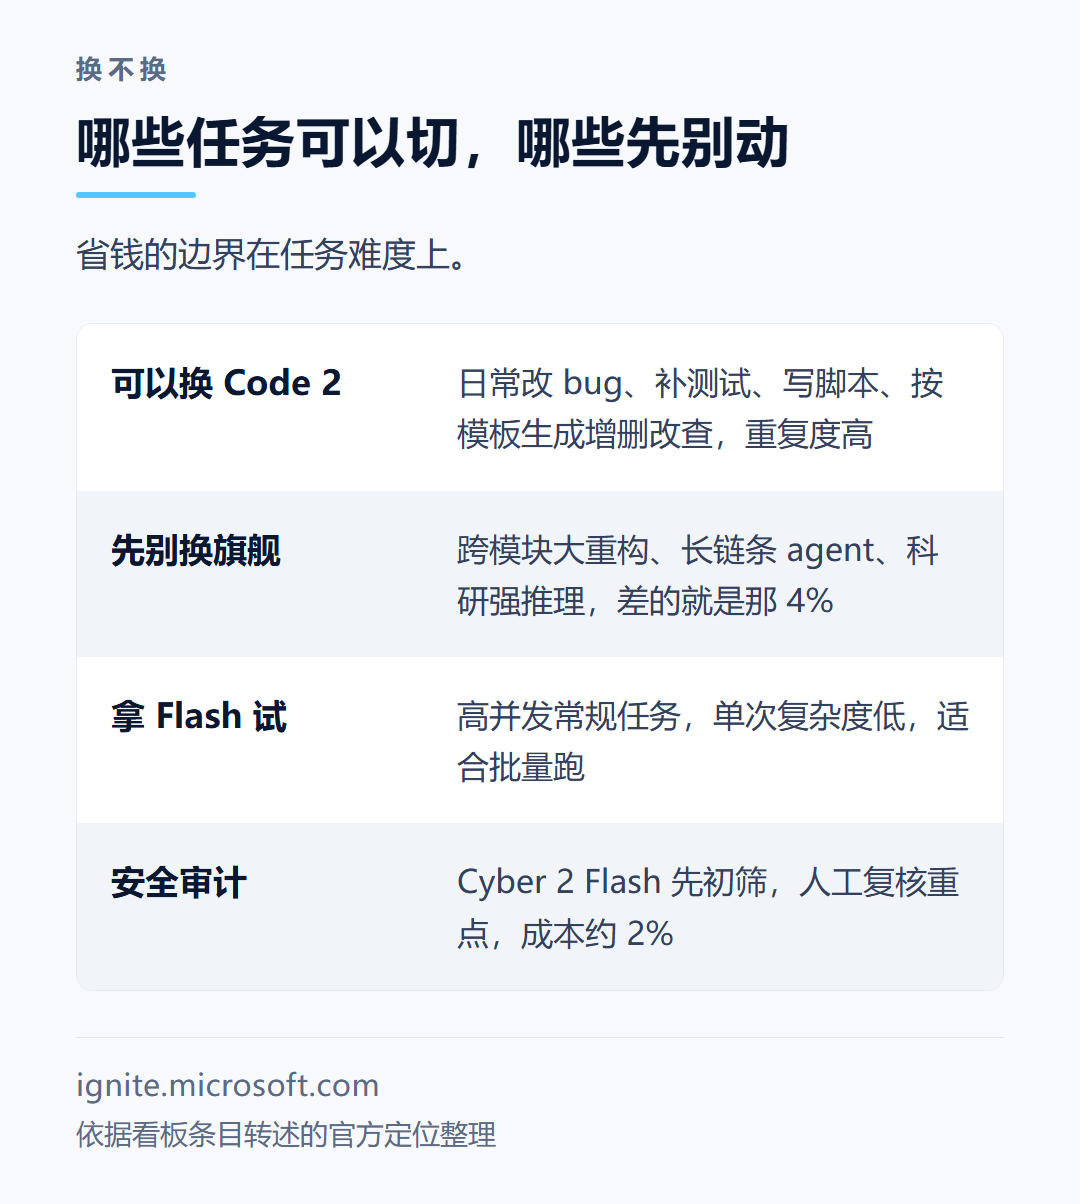 换不换
哪些任务可以切，哪些先别动
省钱的边界在任务难度上。
可以换 Code 2
日常改 bug、补测试、写脚本、按
模板生成增删改查，重复度高
先别换旗舰
跨模块大重构、长链条 agent、科
研强推理，差的就是那 4%
拿 Flash 试
高并发常规任务，单次复杂度低，适
合批量跑
安全审计
Cyber 2 Flash 先初筛，人工复核重
点，成本约 2%
ignite.microsoft.com
依据看板条目转述的官方定位整理